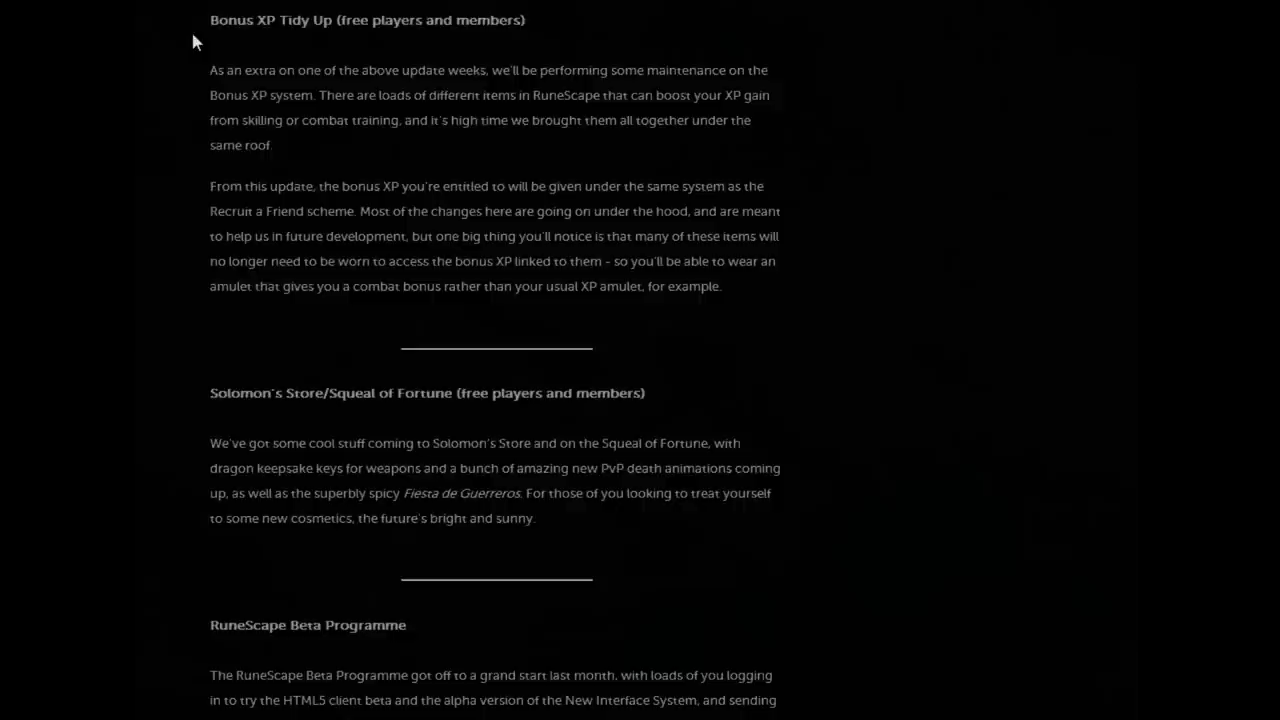 Bonus XP Tidy Up (free players and members)
As an extra on one of the above update weeks, we'll be performing some maintenance on the
Bonus XP system. There are loads of different items in RuneScape that can boost your XP gain
from skilling or combat training, and it's high time we brought them all together under the
same roof.
From this update, the bonus XP you're entitled to will be given under the same system as the
Recruit a Friend scheme. Most of the changes here are going on under the hood, and are meant
to help us in future development, but one big thing you'll notice is that many of these items will
no longer need to be worn to access the bonus XP linked to them - so you'll be able to wear an
amulet that gives you a combat bonus rather than your usual XP amulet, for example.
Solomon's Store/Squeal of Fortune (free players and members)
We've got some cool stuff coming to Solomon's Store and on the Squeal of Fortune, with
dragon keepsake keys for weapons and a bunch of amazing new PvP death animations coming
up, as well as the superbly spicy Fiesta de Guerreros. For those of you looking to treat yourself
to some new cosmetics, the future's bright and sunny.
RuneScape Beta Programme
The RuneScape Beta Programme got off to a grand start last month, with loads of you logging
in to try the HTML5 client beta and the alpha version of the New Interface System, and sending